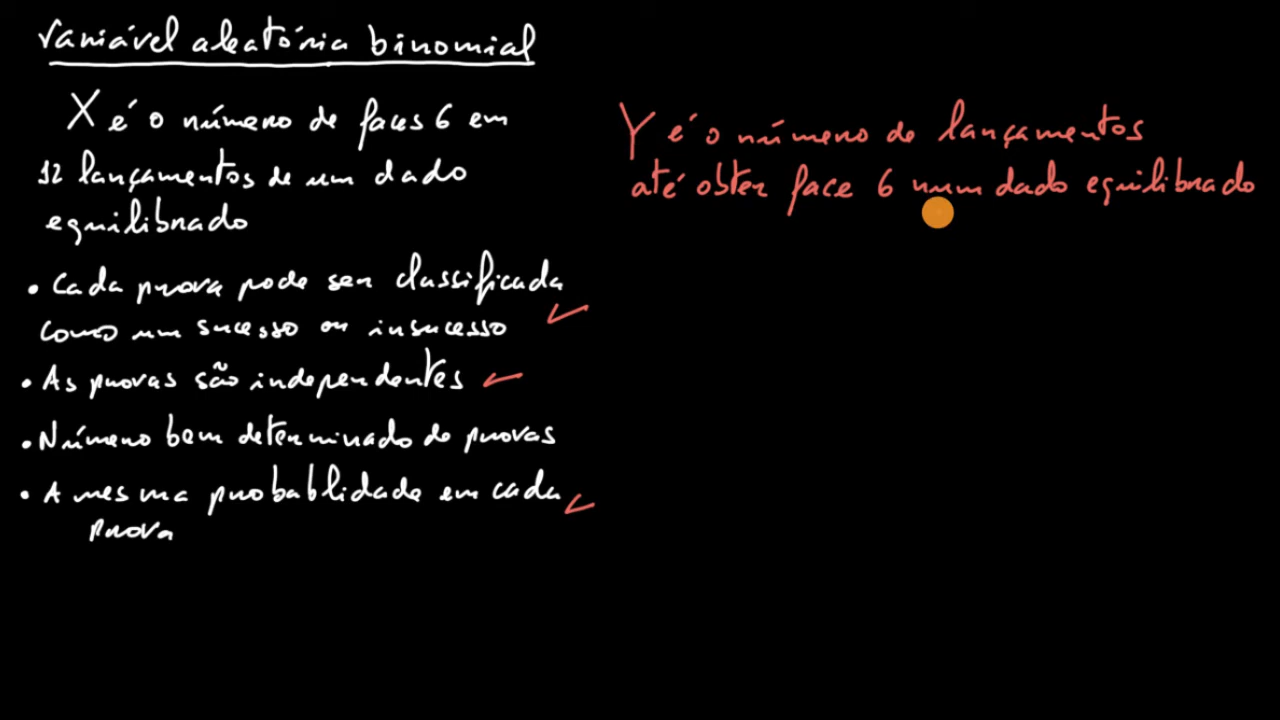 Variável aleatória binomial
X é o número de faces 6 em
12 lançamentos de um dado
equilibrado
• Cada prova pode ser classificada
como um sucesso ou insucesso
• As provas são independentes
• Número bem determinado de provas
• A mesma probablidade em cada
prova
Y é o número de lançamentos
até obter face 6 num dado equilibrado